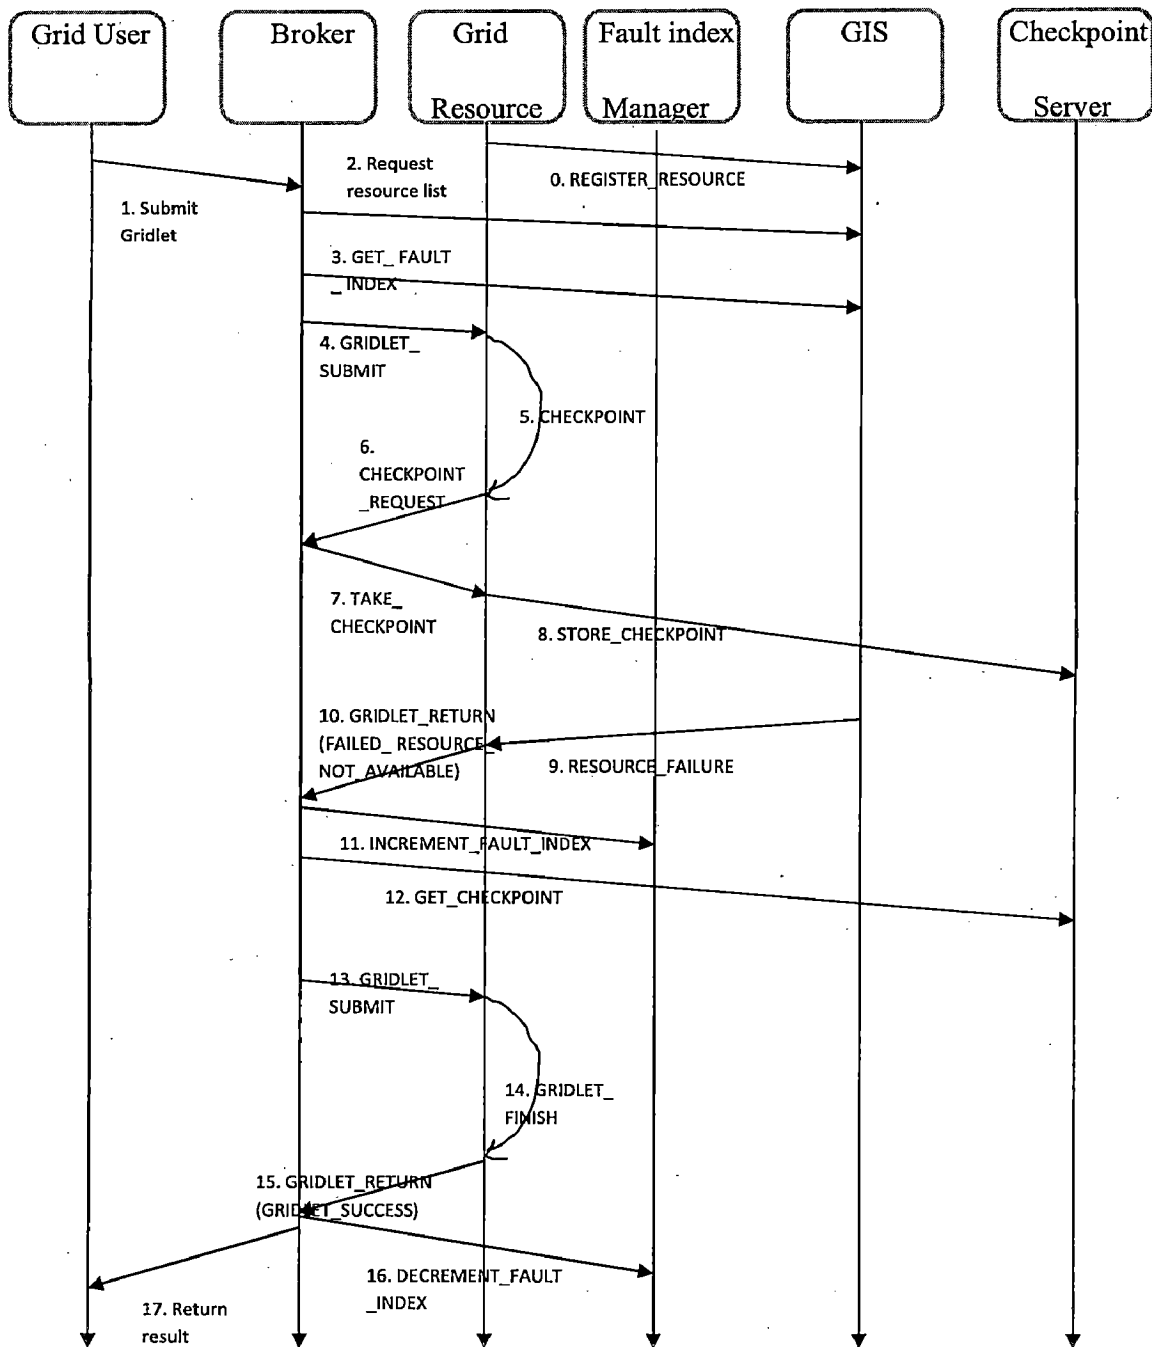 Grid User
Broker
Grid
Resource
Fault index
Manager
GIS
Checkpoint
Server
2. Request
resource list
0. REGISTER_RESOURCE
1. Submit
Gridlet
3. GET_ FAULT
_ INDEX
4. GRIDLET_
SUBMIT
5. CHECKPOINT
6.
CHECKPOINT
_REQUEST
7. TAKE_
CHECKPOINT
8. STORE_CHECKPOINT
10. GRIDLET_RETURN
(FAILED_ RESOURCE_
NOT_AVAILABLE)
9. RESOURCE_FAILURE
11. INCREMENT_FAULT_INDEX
12. GET_CHECKPOINT
13. GRIDLET_
SUBMIT
14. GRIDLET_
FINISH
15. GRIDLET_RETURN
(GRIDLET_SUCCESS)
16. DECREMENT_FAULT
_INDEX
17. Return
result